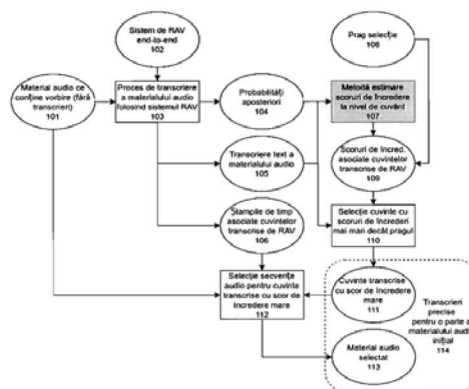 Sistem de RAV
end-to-end
102
Prag selecție
108
Material audio ce
conține vorbire (fără
transcrieri)
101
Proces de transcriere
a materialului audio
folosind sistemul RAV
103
Probabilități
aposteriori
104
Metodă estimare
scoruri de încredere
la nivel de cuvânt
107
Transcriere text a
materialului audio
105
Scoruri de încred.
asociate cuvintelor
transcrise de RAV
109
Ștampile de timp
asociate cuvintelor
transcrise de RAV
106
Selecție cuvinte cu
scoruri de încrederi
mai mari decât pragul
110
Selecție secvențe
audio pentru cuvinte
transcrise cu scor de
încredere mare
112
Cuvinte transcrise
cu scor de încredere
mare
111
Transcrieri
precise
pentru o parte a
materialului audio
inițial
114
Material audio
selectat
113